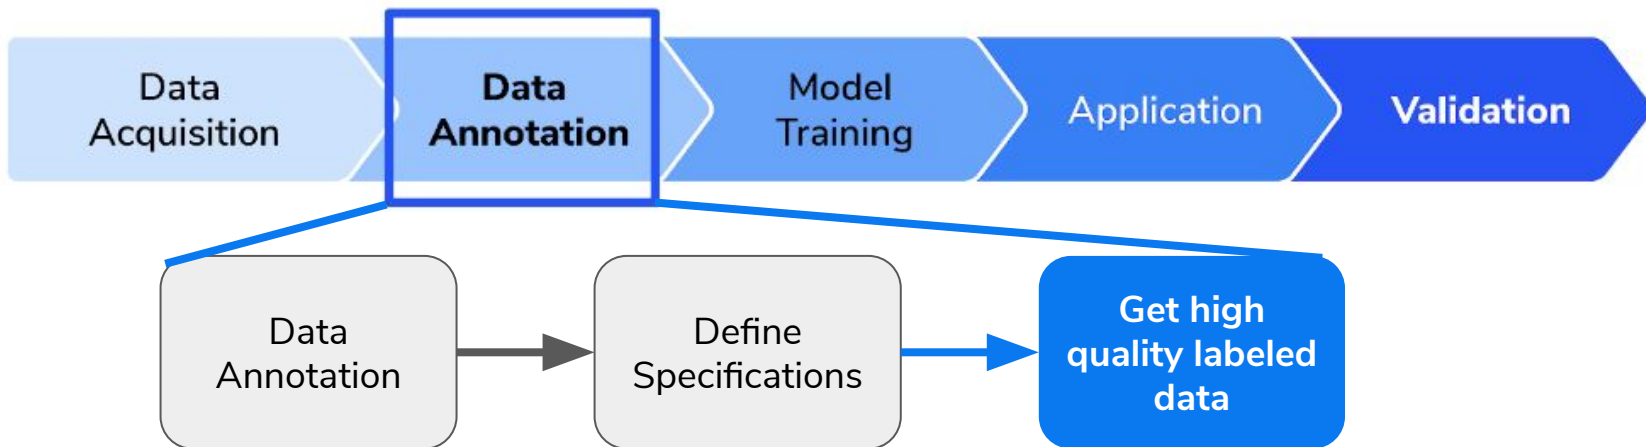 Data
Acquisition
Data
Annotation
Model
Training
Application
Validation
Data
Annotation
Define
Specifications
Get high
quality labeled
data